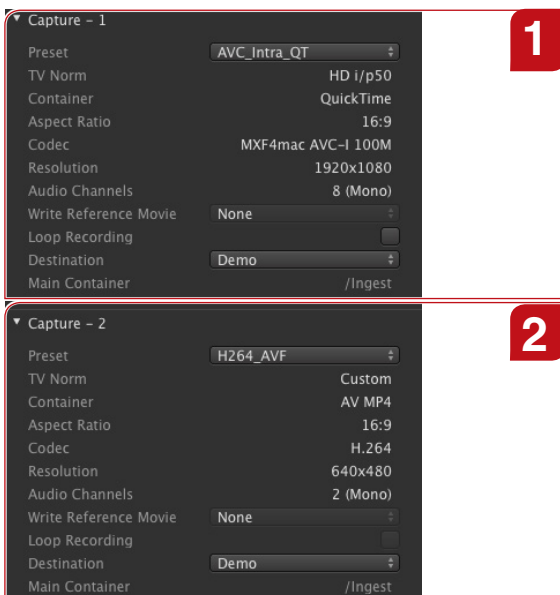 Capture – 1
1
Preset AVC_Intra_QT
TV Norm HD i/p50
Container QuickTime
Aspect Ratio 16:9
Codec MXF4mac AVC–I 100M
Resolution 1920x1080
Audio Channels 8 (Mono)
Write Reference Movie None
Loop Recording
Destination Demo
Main Container /Ingest
Capture – 2
2
Preset H264_AVF
TV Norm Custom
Container AV MP4
Aspect Ratio 16:9
Codec H.264
Resolution 640x480
Audio Channels 2 (Mono)
Write Reference Movie None
Loop Recording
Destination Demo
Main Container /Ingest